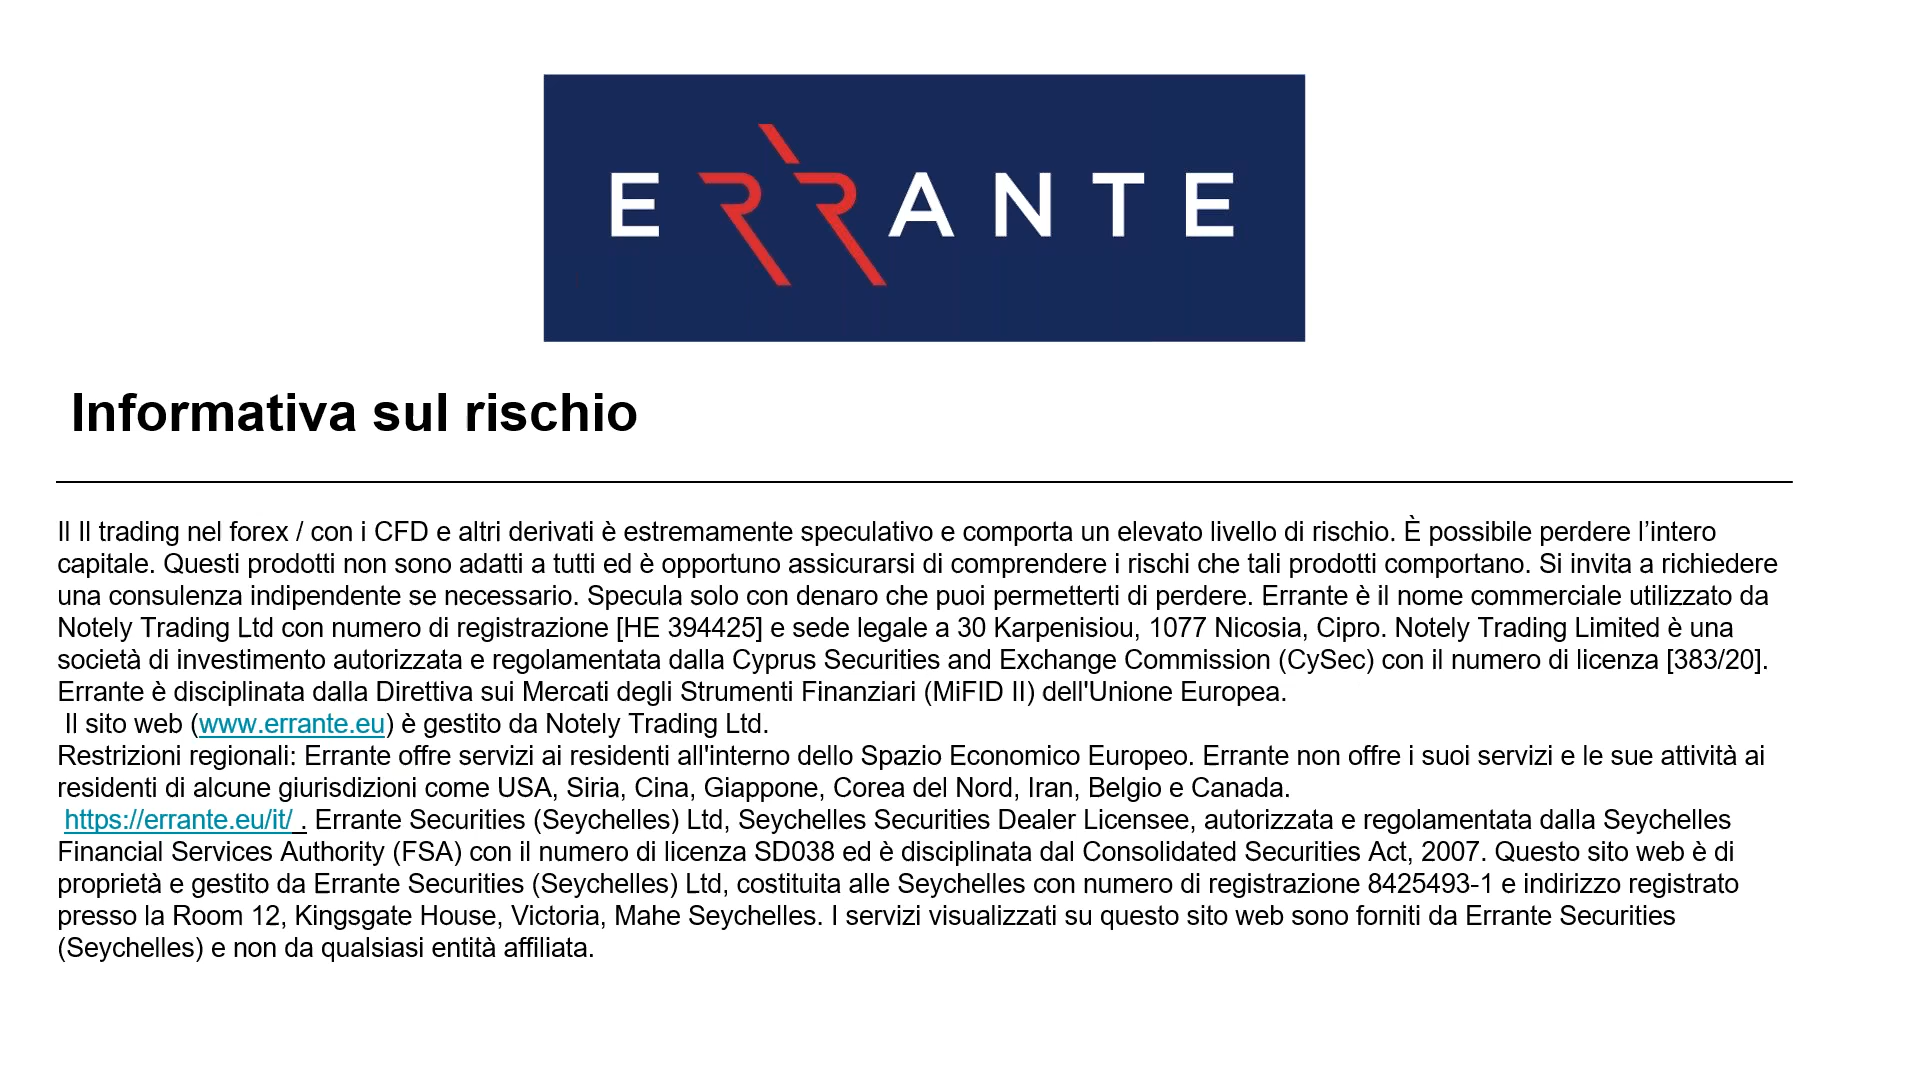 ERRANTE
Informativa sul rischio
Il Il trading nel forex / con i CFD e altri derivati è estremamente speculativo e comporta un elevato livello di rischio. È possibile perdere l’intero
capitale. Questi prodotti non sono adatti a tutti ed è opportuno assicurarsi di comprendere i rischi che tali prodotti comportano. Si invita a richiedere
una consulenza indipendente se necessario. Specula solo con denaro che puoi permetterti di perdere. Errante è il nome commerciale utilizzato da
Notely Trading Ltd con numero di registrazione [HE 394425] e sede legale a 30 Karpenisiou, 1077 Nicosia, Cipro. Notely Trading Limited è una
società di investimento autorizzata e regolamentata dalla Cyprus Securities and Exchange Commission (CySec) con il numero di licenza [383/20].
Errante è disciplinata dalla Direttiva sui Mercati degli Strumenti Finanziari (MiFID II) dell'Unione Europea.
Il sito web (www.errante.eu) è gestito da Notely Trading Ltd.
Restrizioni regionali: Errante offre servizi ai residenti all'interno dello Spazio Economico Europeo. Errante non offre i suoi servizi e le sue attività ai
residenti di alcune giurisdizioni come USA, Siria, Cina, Giappone, Corea del Nord, Iran, Belgio e Canada.
https://errante.eu/it/ . Errante Securities (Seychelles) Ltd, Seychelles Securities Dealer Licensee, autorizzata e regolamentata dalla Seychelles
Financial Services Authority (FSA) con il numero di licenza SD038 ed è disciplinata dal Consolidated Securities Act, 2007. Questo sito web è di
proprietà e gestito da Errante Securities (Seychelles) Ltd, costituita alle Seychelles con numero di registrazione 8425493-1 e indirizzo registrato
presso la Room 12, Kingsgate House, Victoria, Mahe Seychelles. I servizi visualizzati su questo sito web sono forniti da Errante Securities
(Seychelles) e non da qualsiasi entità affiliata.